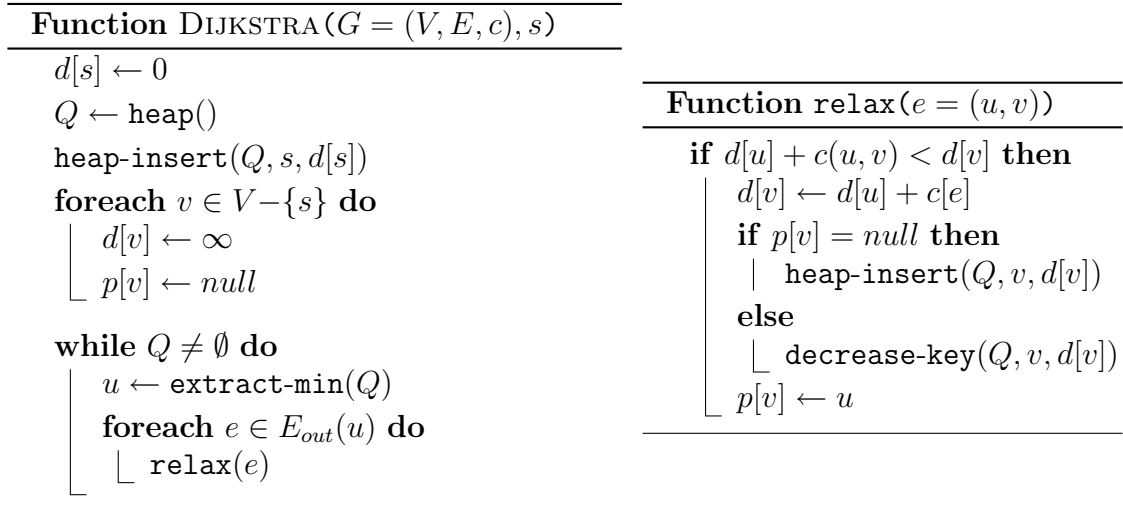 Function DIJKSTRA(G = (V, E, c), s)
d[s] ← 0
Q ← heap()
heap-insert(Q, s, d[s])
foreach v ∈ V−{s} do
d[v] ← ∞
p[v] ← null
while Q ≠ ∅ do
u ← extract-min(Q)
foreach e ∈ E_out(u) do
relax(e)
Function relax(e = (u, v))
if d[u] + c(u, v) < d[v] then
d[v] ← d[u] + c[e]
if p[v] = null then
heap-insert(Q, v, d[v])
else
decrease-key(Q, v, d[v])
p[v] ← u